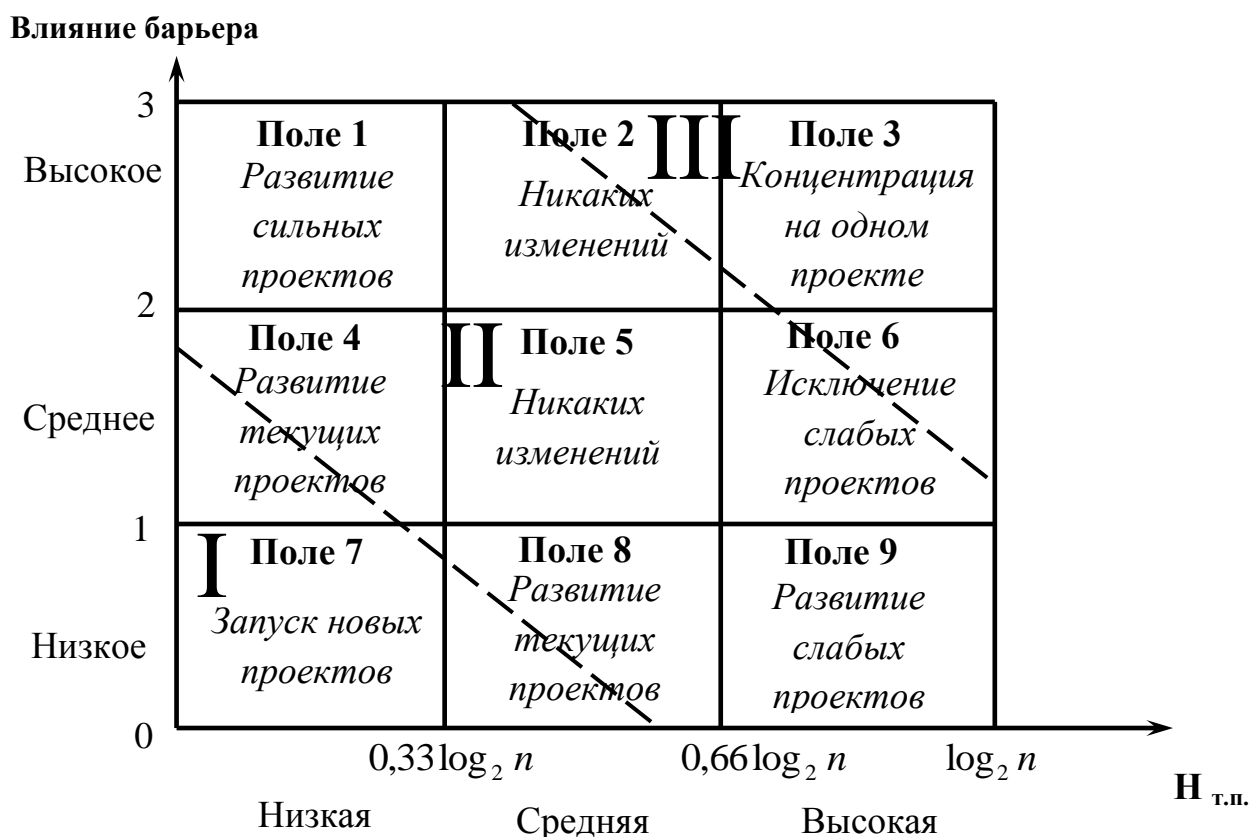 Влияние барьера
3
Высокое
Поле 1
Развитие
сильных
проектов
Поле 2
Никаких
изменений
III
Поле 3
Концентрация
на одном
проекте
2
Среднее
Поле 4
Развитие
текущих
проектов
II
Поле 5
Никаких
изменений
Поле 6
Исключение
слабых
проектов
1
Низкое
I
Поле 7
Запуск новых
проектов
Поле 8
Развитие
текущих
проектов
Поле 9
Развитие
слабых
проектов
0
0,33log₂ n
0,66log₂ n
log₂ n
Н т.п.
Низкая
Средняя
Высокая